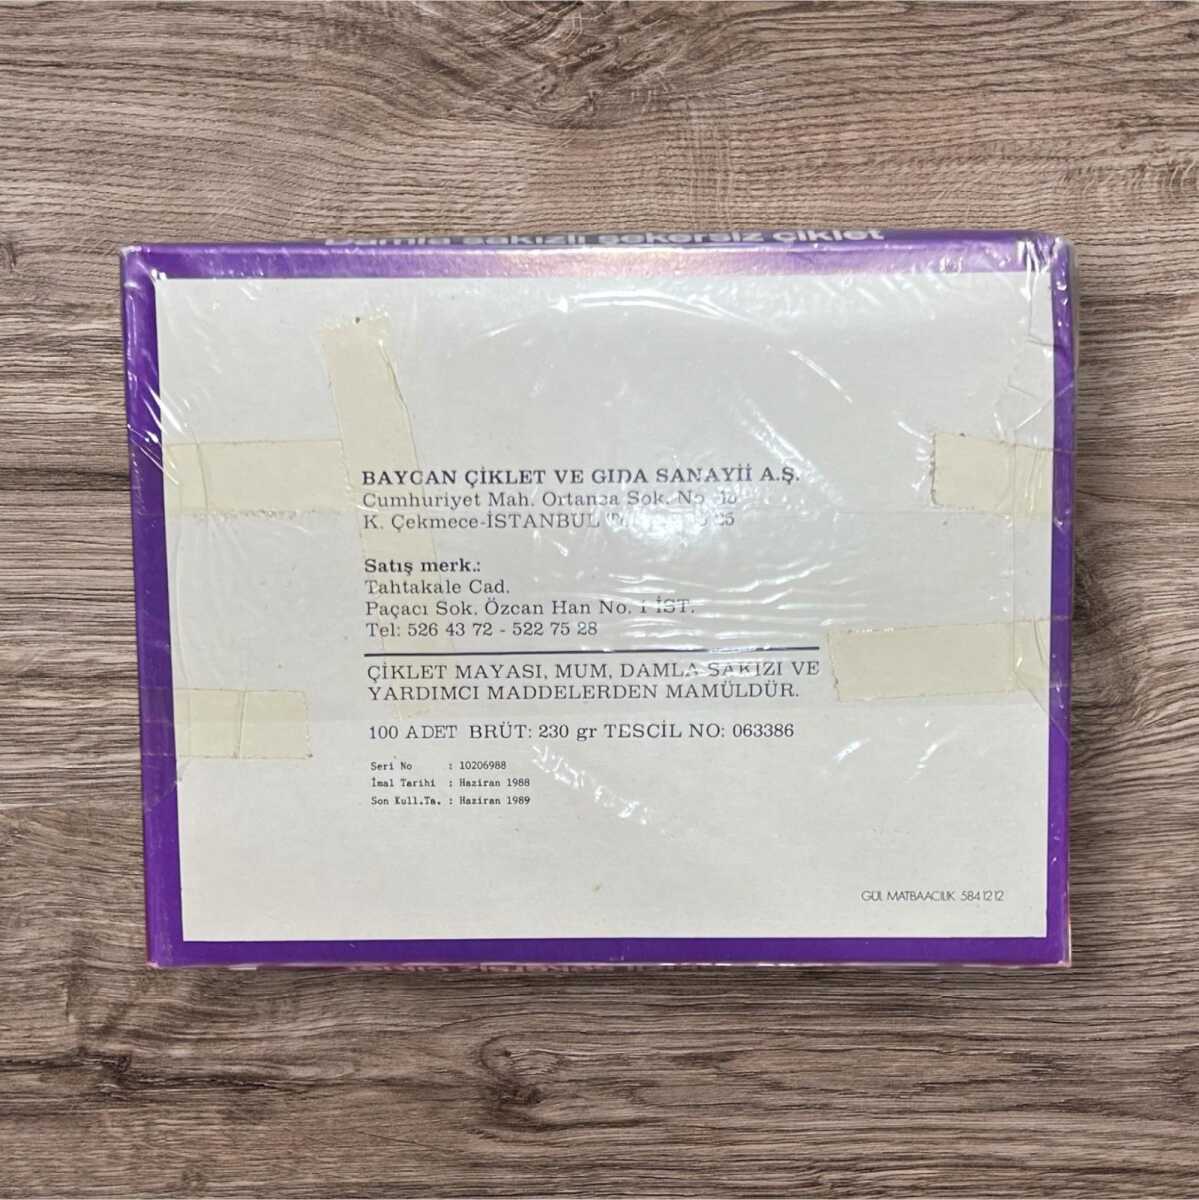 Damla sakızlı şekersiz çiklet
BAYCAN ÇİKLET VE GIDA SANAYİİ A.Ş.
Cumhuriyet Mah. Ortanca Sok. No
K. Çekmece-İSTANBUL
Satış merk.:
Tahtakale Cad.
Paçacı Sok. Özcan Han No. 1 İST.
Tel: 526 43 72 - 522 75 28
ÇİKLET MAYASI, MUM, DAMLA SAKIZI VE
YARDIMCI MADDELERDEN MAMÜLDÜR.
100 ADET BRÜT: 230 gr TESCİL NO: 063386
Seri No : 10206988
İmal Tarihi : Haziran 1988
Son Kull.Ta. : Haziran 1989
GÜL MATBAACILIK 584 12 12